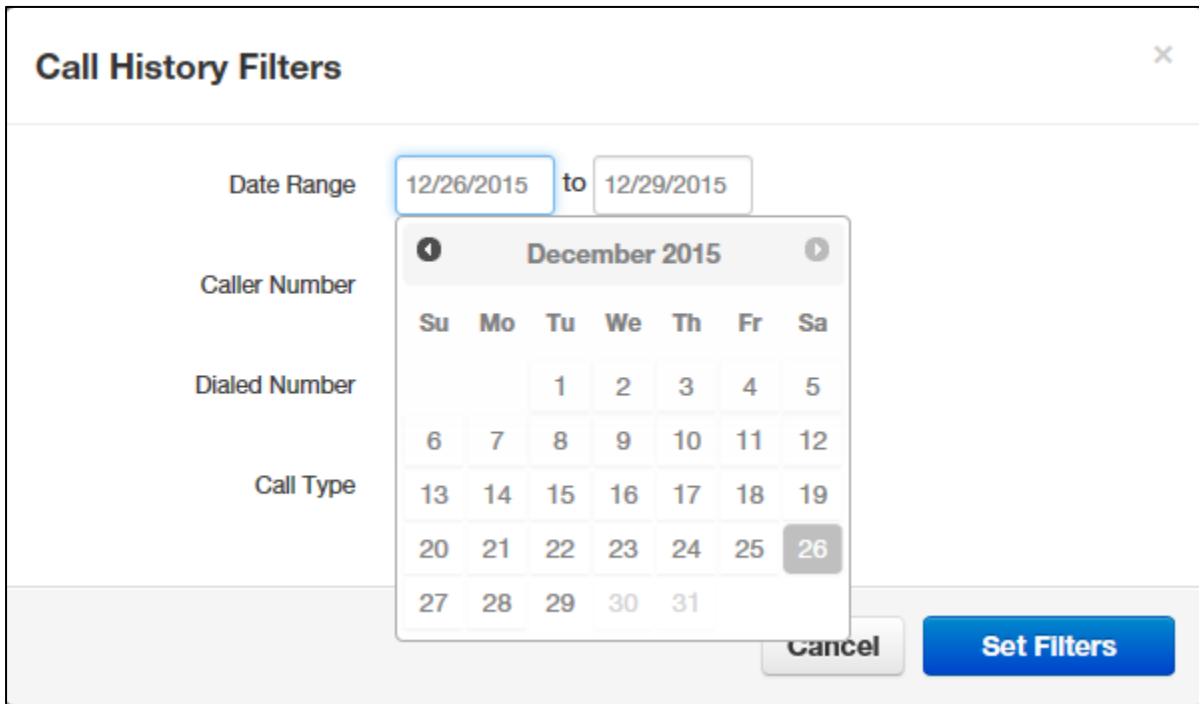 Call History Filters ×
Date Range 12/26/2015 to 12/29/2015
December 2015
Caller Number
Su Mo Tu We Th Fr Sa
Dialed Number 1 2 3 4 5
6 7 8 9 10 11 12
Call Type
13 14 15 16 17 18 19
20 21 22 23 24 25 26
27 28 29 30 31
Cancel Set Filters